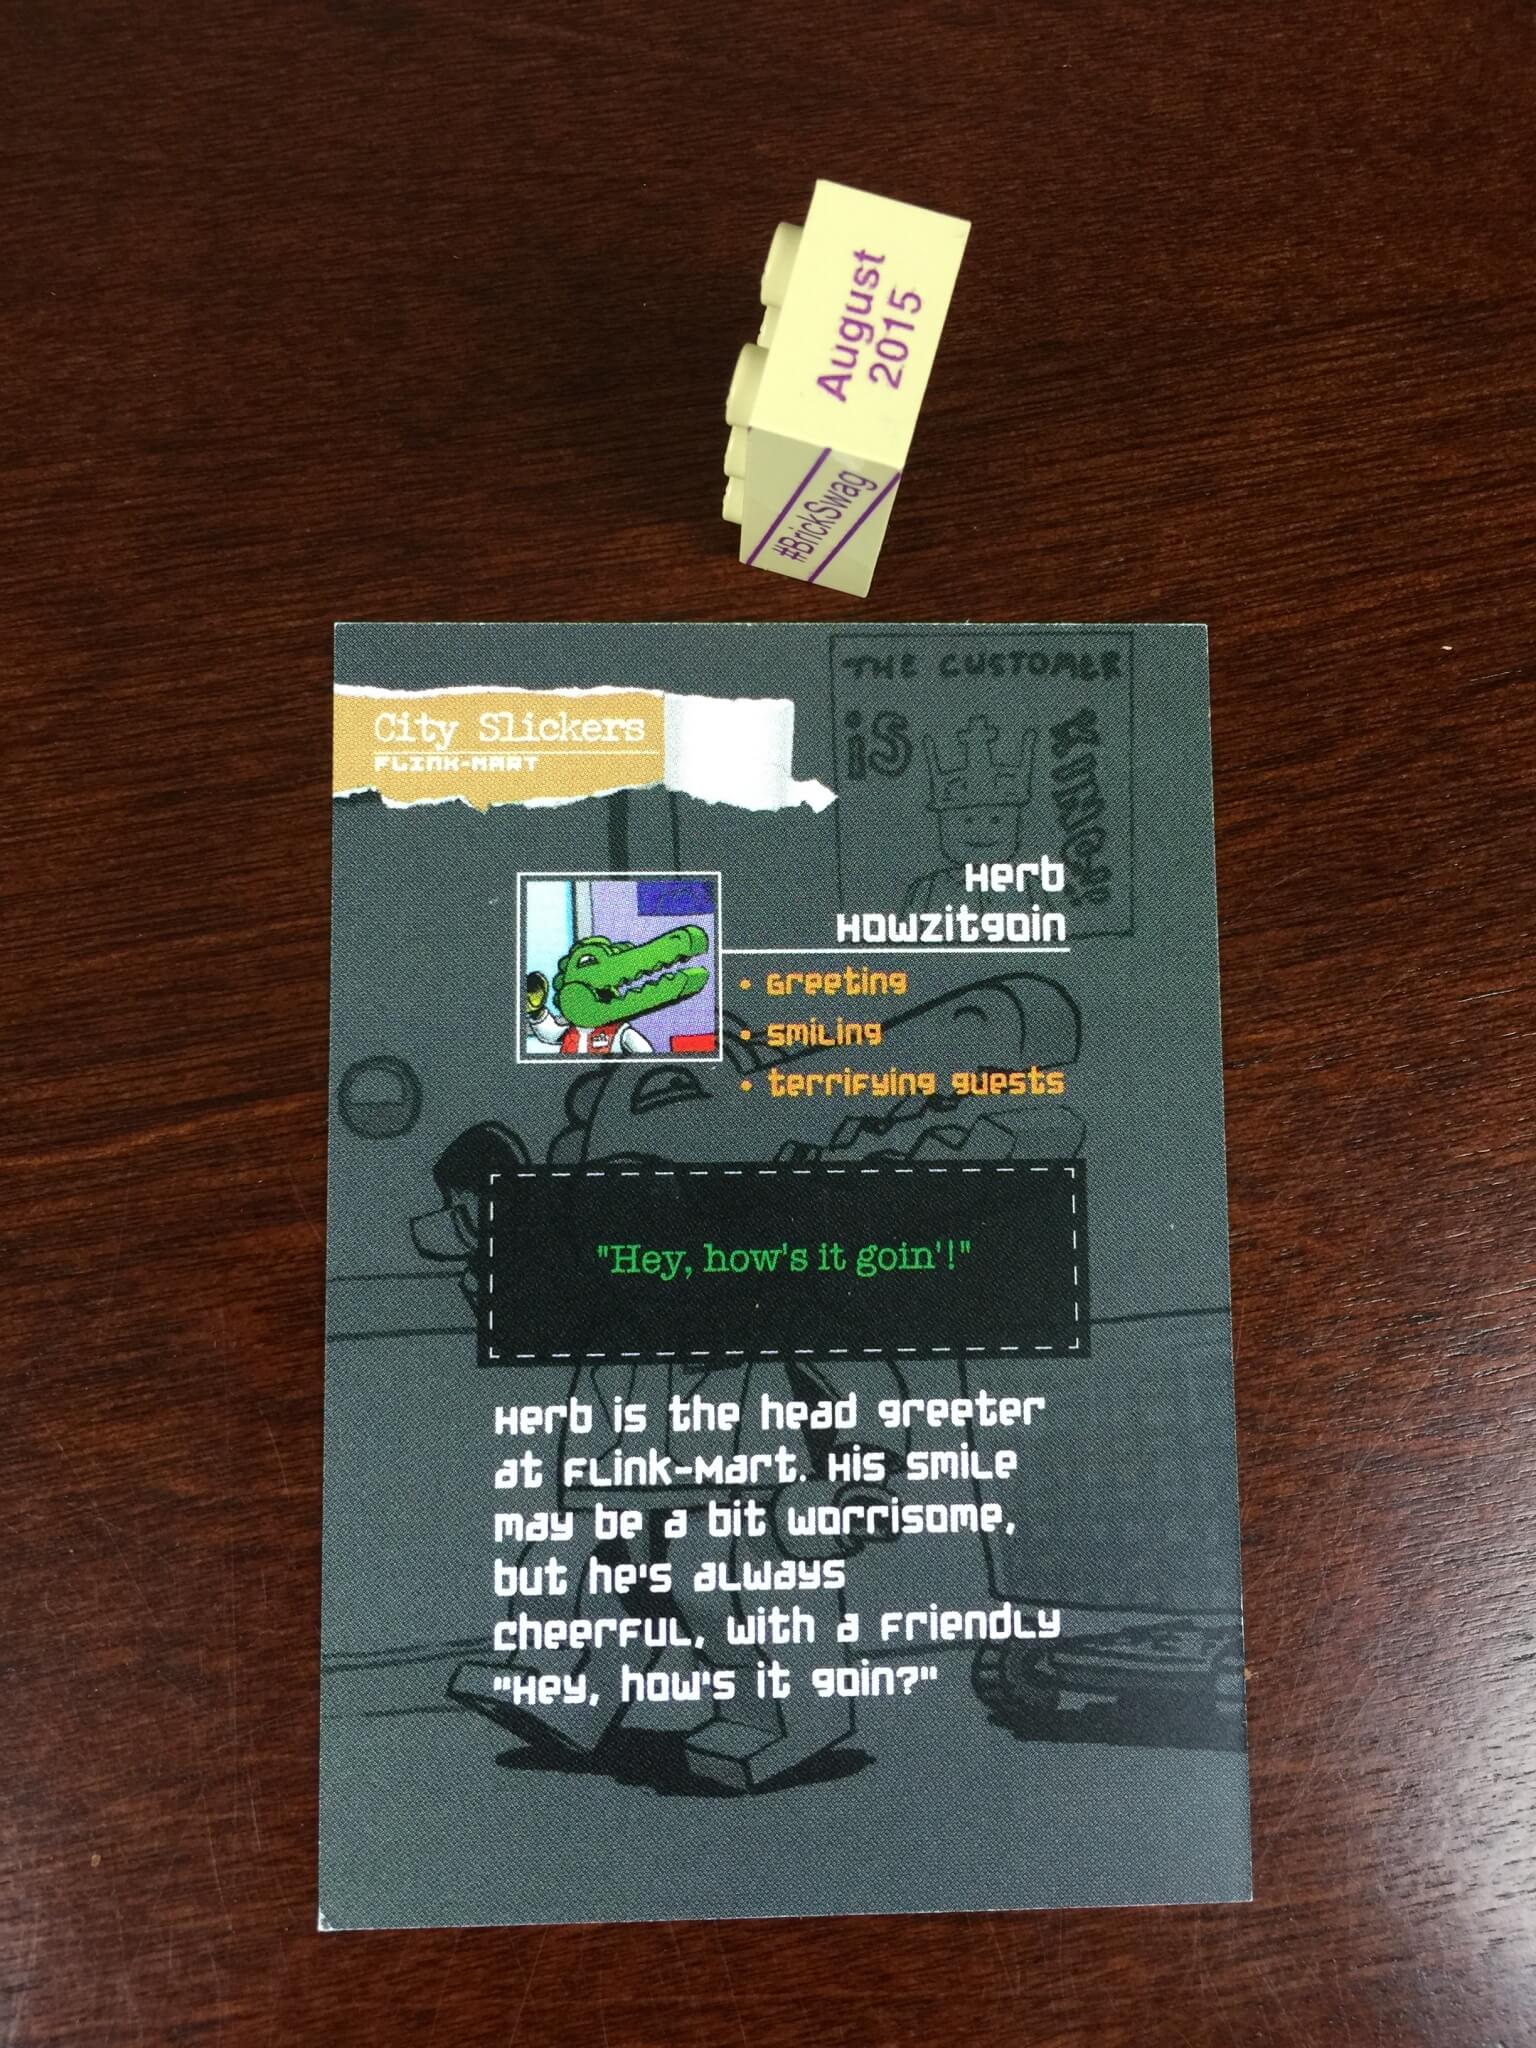 August
2015
#BrickSwag
THE CUSTOMER
is
KING!!
City Slickers
FLINK-MART
Herb
Howzitgoin
• Greeting
• smiling
• terrifying guests
"Hey, how's it goin'!"
Herb is the head greeter
at Flink-Mart. His smile
may be a bit worrisome,
but he's always
cheerful, with a friendly
"Hey, how's it goin?"